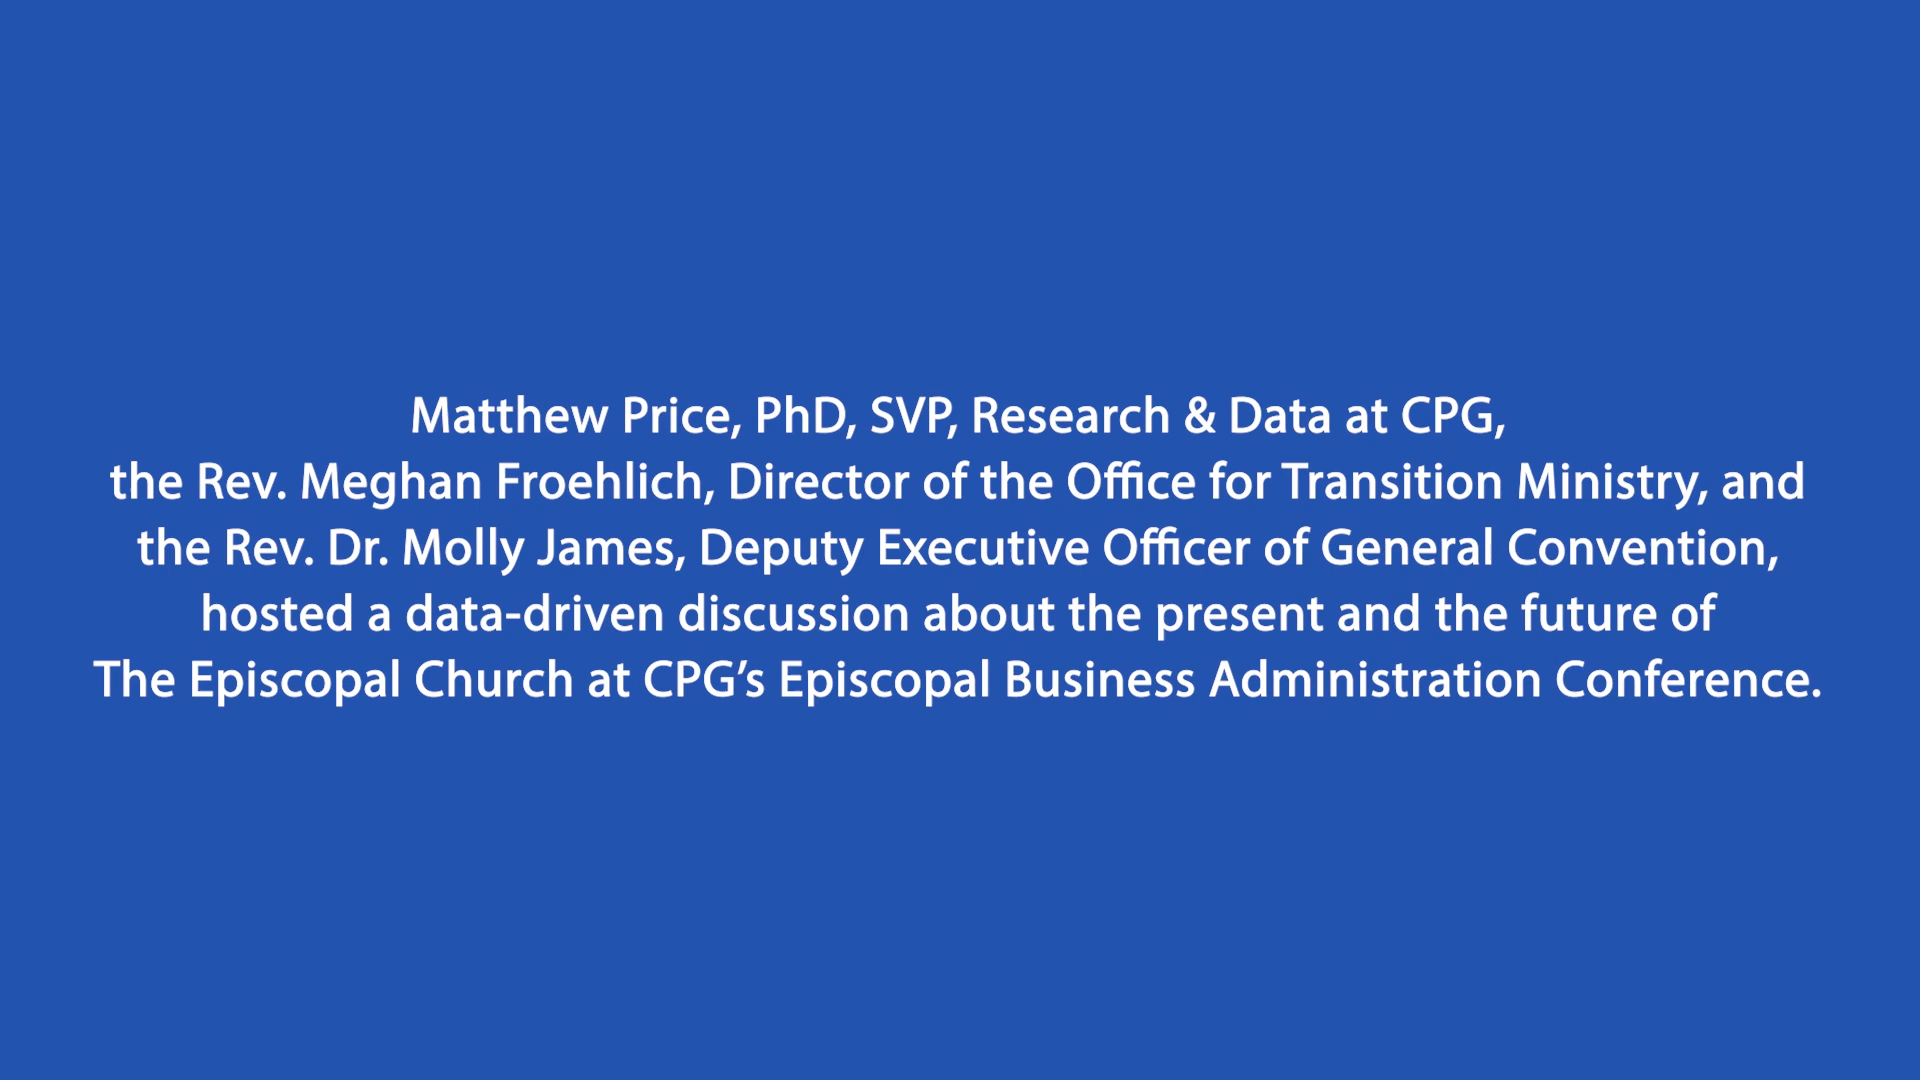 Matthew Price, PhD, SVP, Research & Data at CPG,
the Rev. Meghan Froehlich, Director of the Office for Transition Ministry, and
the Rev. Dr. Molly James, Deputy Executive Officer of General Convention,
hosted a data-driven discussion about the present and the future of
The Episcopal Church at CPG’s Episcopal Business Administration Conference.